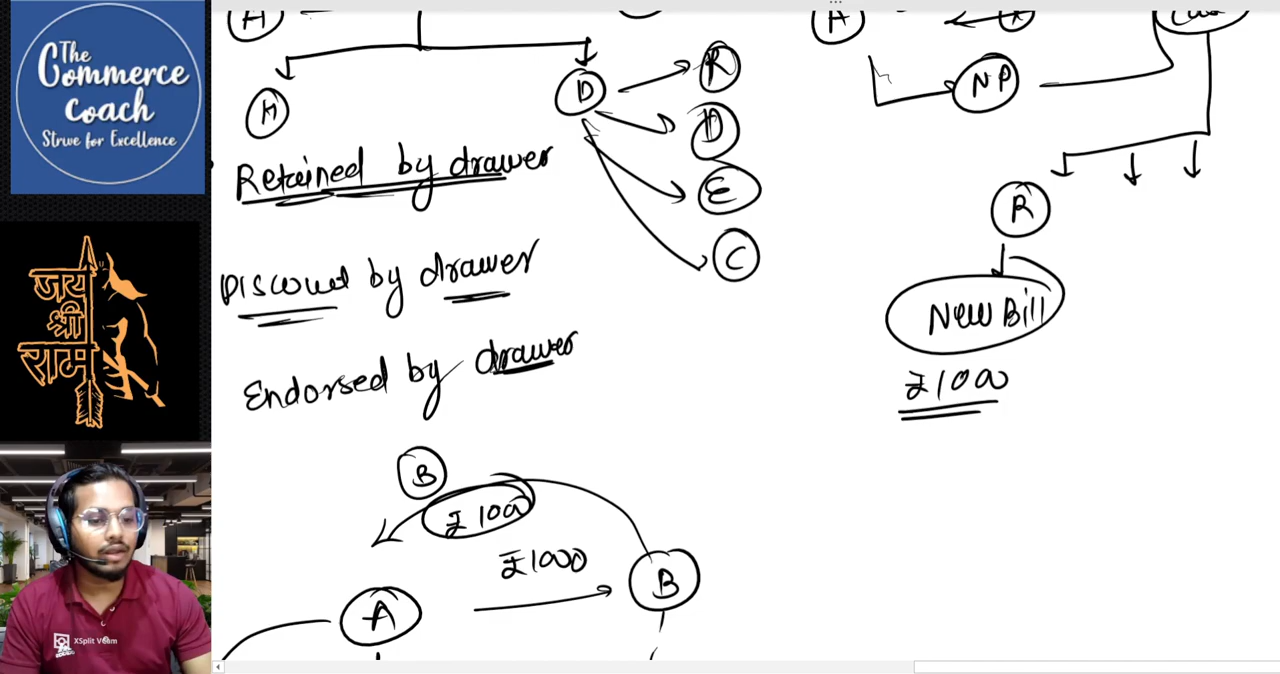 The
Commerce
Coach
Strive for Excellence
जय
श्री
राम
XSplit VCam
H
D
R
D
E
C
Retained by drawer
Discount by drawer
Endorsed by drawer
B
₹100
₹1000
A
B
A
NP
R
New Bill
₹1000